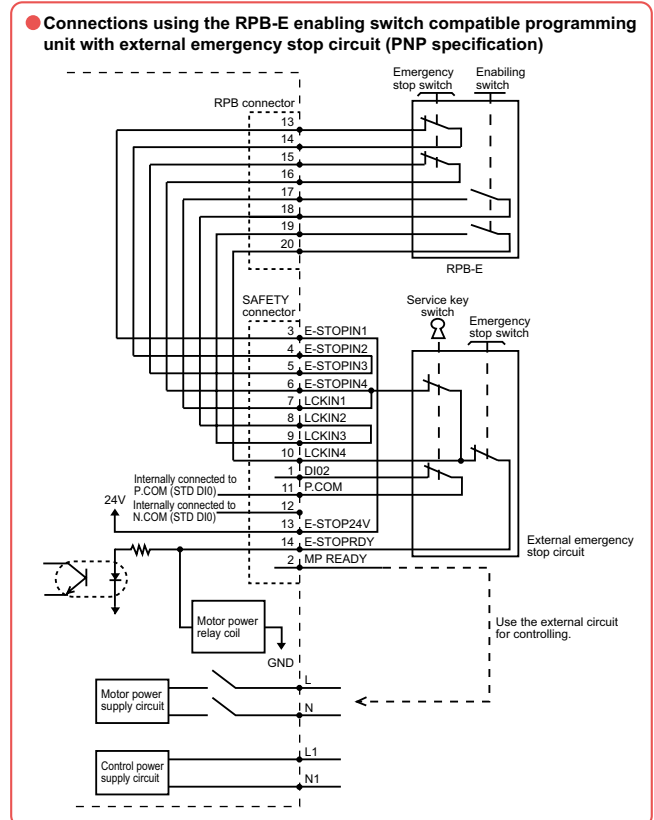 Connections using the RPB-E enabling switch compatible programming
unit with external emergency stop circuit (PNP specification)
Emergency
stop switch
Enabiling
switch
RPB connector
13
14
15
16
17
18
19
20
RPB-E
SAFETY
connector
Service key
switch
Emergency
stop switch
3 E-STOPIN1
4 E-STOPIN2
5 E-STOPIN3
6 E-STOPIN4
7 LCKIN1
8 LCKIN2
9 LCKIN3
10 LCKIN4
1 DI02
Internally connected to
P.COM (STD DI0)
11 P.COM
24V
Internally connected to
N.COM (STD DI0)
12
13 E-STOP24V
14 E-STOPRDY
2 MP READY
External emergency
stop circuit
Motor power
relay coil
GND
Use the external circuit
for controlling.
Motor power
supply circuit
L
N
Control power
supply circuit
L1
N1